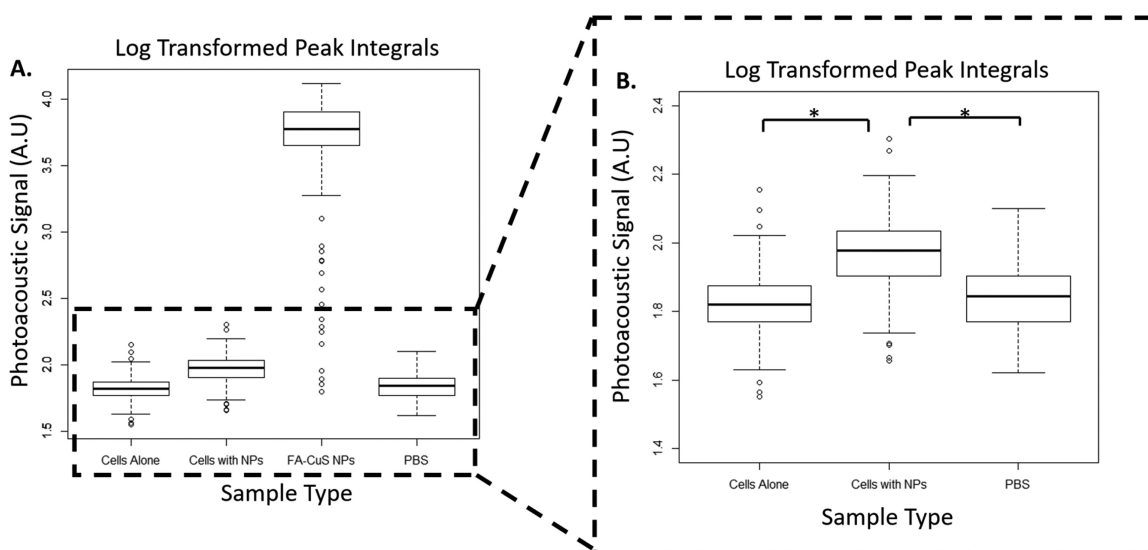 Log Transformed Peak Integrals
A.
Photoacoustic Signal (A.U)
4.0
3.5
3.0
2.5
2.0
1.5
Cells Alone Cells with NPs FA-CuS NPs PBS
Sample Type
Log Transformed Peak Integrals
B.
Photoacoustic Signal (A.U)
2.4
2.2
2.0
1.8
1.6
1.4
* *
Cells Alone Cells with NPs PBS
Sample Type